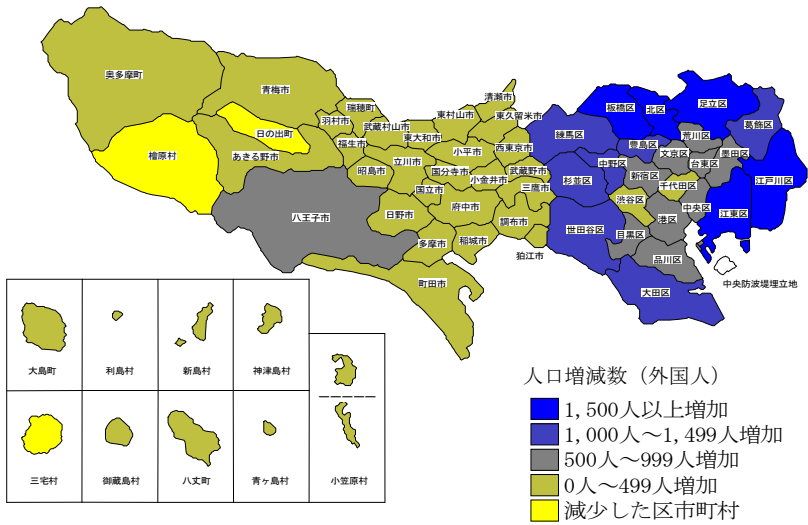 奥多摩町
青梅市
瑞穂町
羽村市
日の出町
檜原村
あきる野市
福生市
武蔵村山市
東大和市
東村山市
清瀬市
東久留米市
昭島市
立川市
小平市
西東京市
国分寺市
小金井市
武蔵野市
国立市
三鷹市
八王子市
日野市
府中市
調布市
多摩市
稲城市
狛江市
町田市
板橋区
北区
足立区
練馬区
豊島区
荒川区
葛飾区
文京区
墨田区
中野区
台東区
杉並区
新宿区
千代田区
江戸川区
渋谷区
中央区
江東区
世田谷区
港区
目黒区
品川区
大田区
中央防波堤埋立地
大島町
利島村
新島村
神津島村
三宅村
御蔵島村
八丈町
青ヶ島村
小笠原村
人口増減数（外国人）
1,500人以上増加
1,000人～1,499人増加
500人～999人増加
0人～499人増加
減少した区市町村